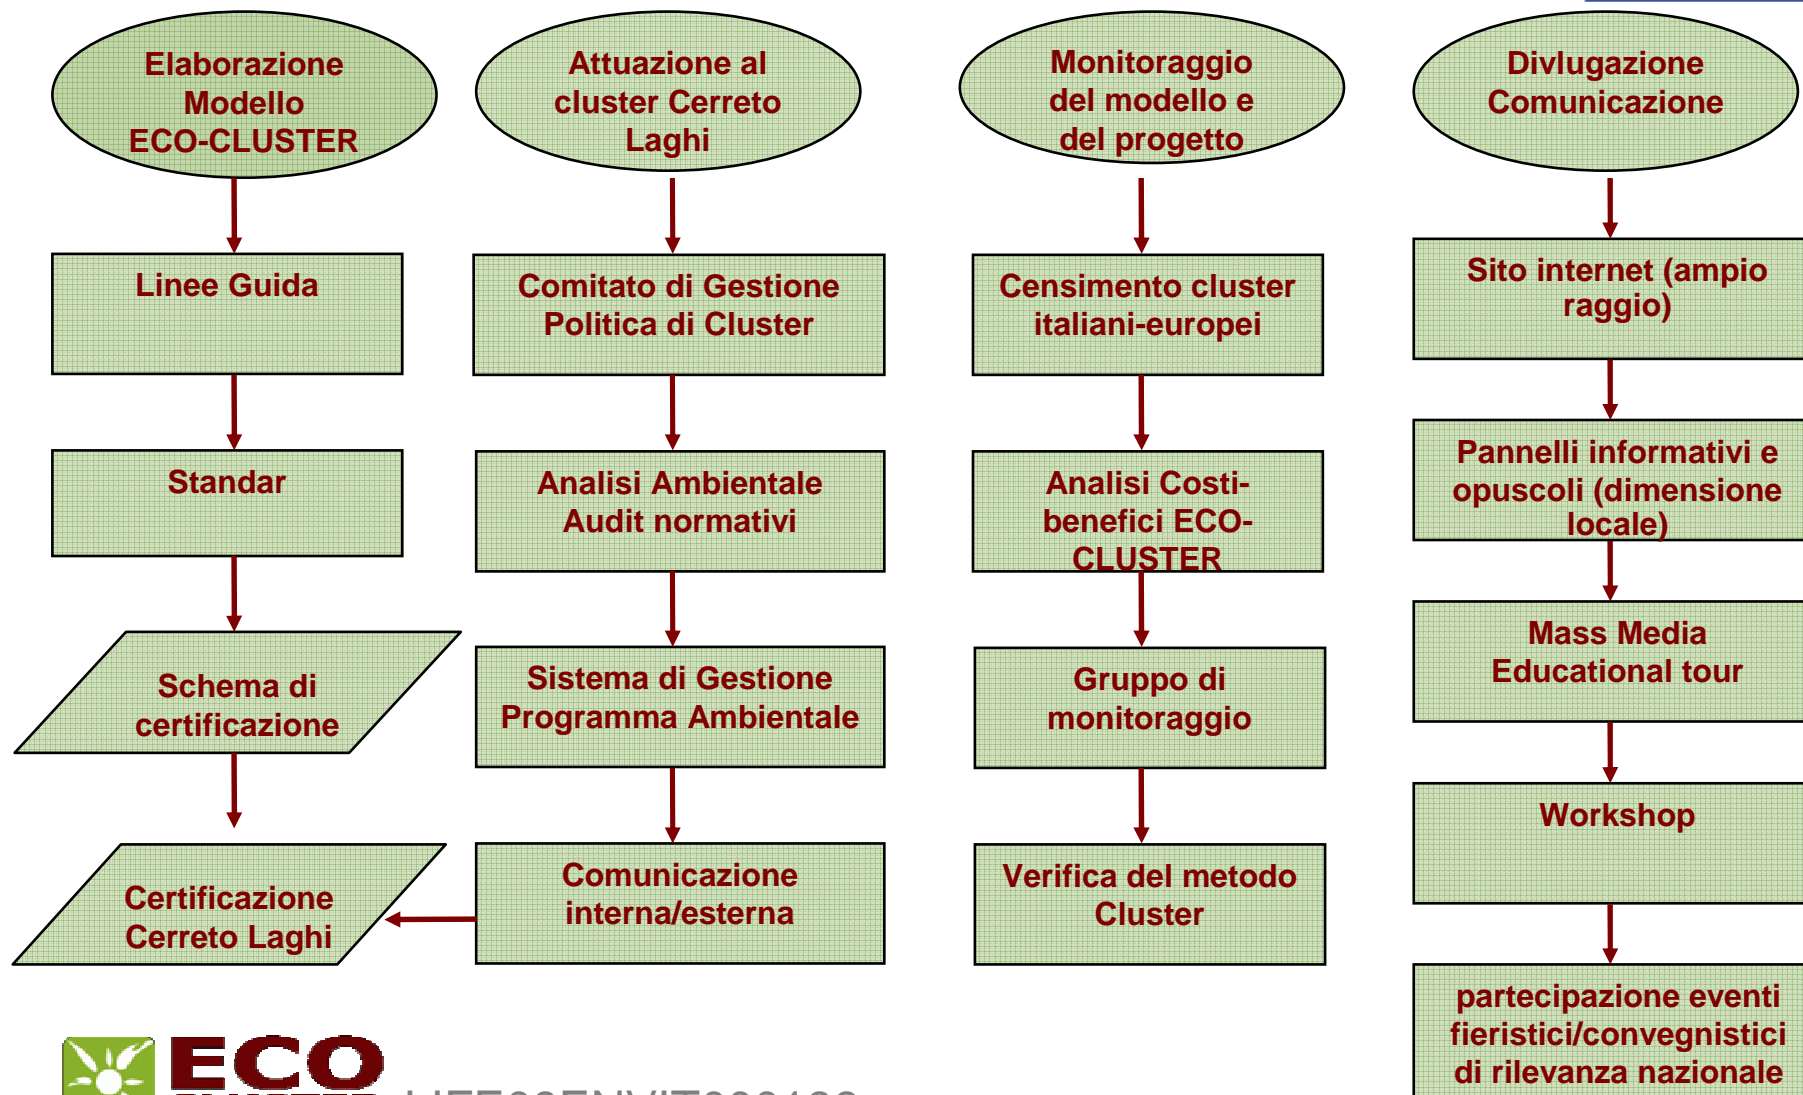 Elaborazione
Modello
ECO-CLUSTER
Linee Guida
Standar
Schema di
certificazione
Certificazione
Cerreto Laghi
Attuazione al
cluster Cerreto
Laghi
Comitato di Gestione
Politica di Cluster
Analisi Ambientale
Audit normativi
Sistema di Gestione
Programma Ambientale
Comunicazione
interna/esterna
Monitoraggio
del modello e
del progetto
Censimento cluster
italiani-europei
Analisi Costi-
benefici ECO-
CLUSTER
Gruppo di
monitoraggio
Verifica del metodo
Cluster
Divlugazione
Comunicazione
Sito internet (ampio
raggio)
Pannelli informativi e
opuscoli (dimensione
locale)
Mass Media
Educational tour
Workshop
partecipazione eventi
fieristici/convegnistici
di rilevanza nazionale
ECO